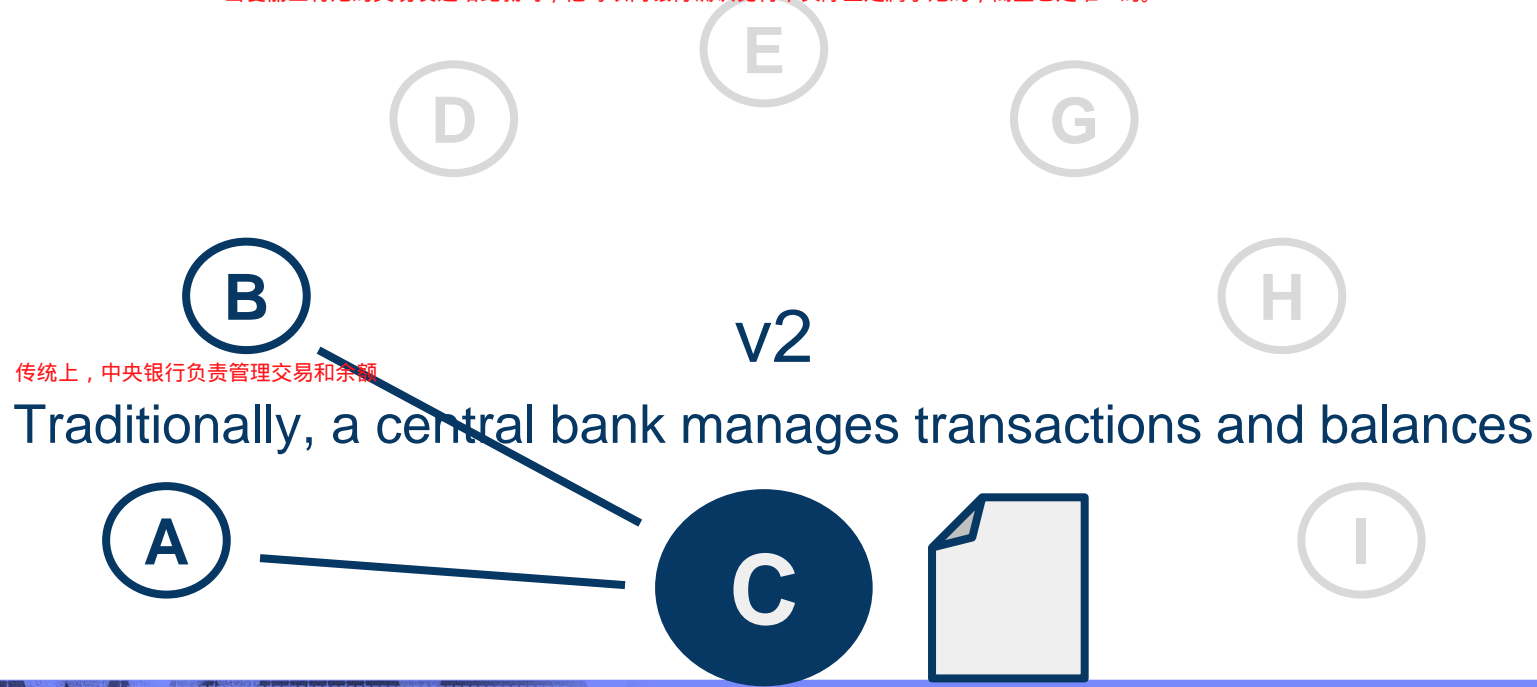 E
D
G
B
H
v2
传统上，中央银行负责管理交易和余额
Traditionally, a central bank manages transactions and balances
A
C
I